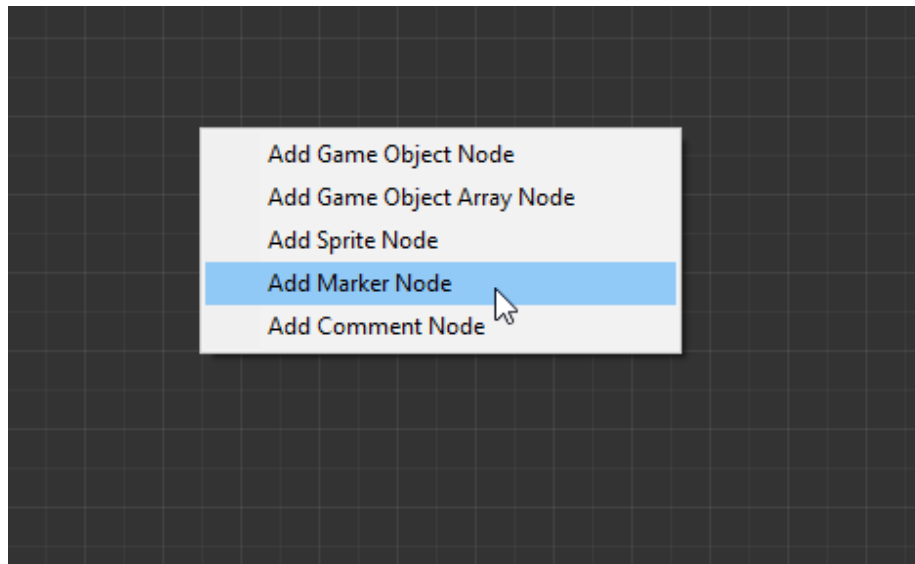 Add Game Object Node
Add Game Object Array Node
Add Sprite Node
Add Marker Node
Add Comment Node